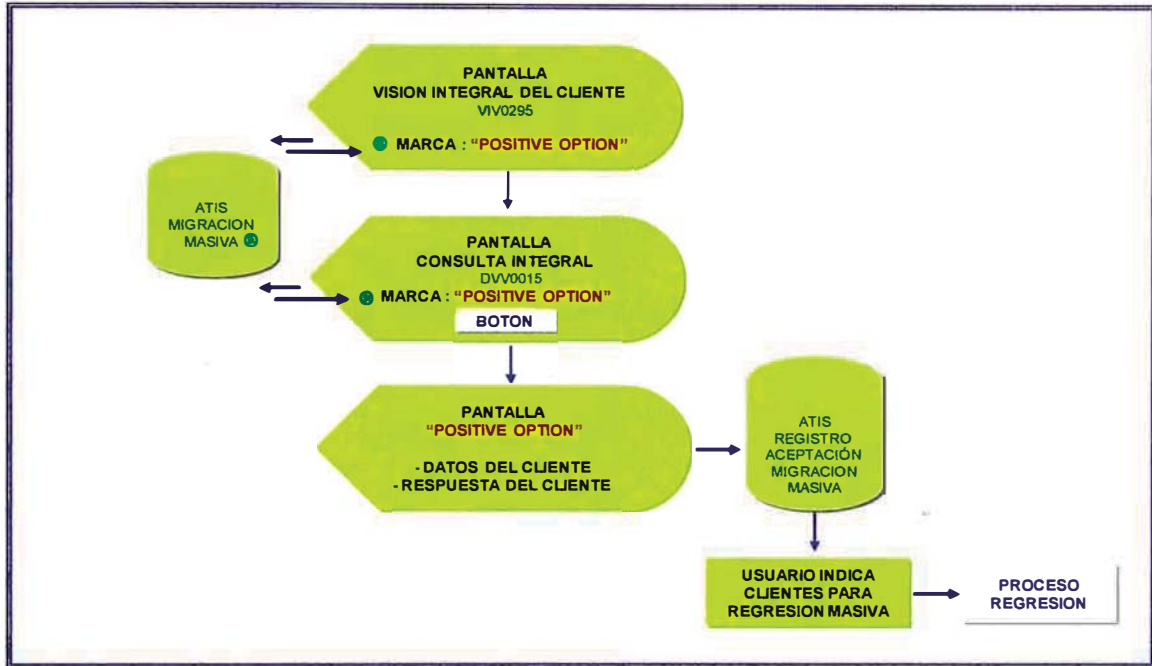 PANTALLA
VISION INTEGRAL DEL CLIENTE
VIV0295
MARCA : "POSITIVE OPTION"
ATIS
MIGRACION
MASIVA
PANTALLA
CONSULTA INTEGRAL
DVV0015
MARCA : "POSITIVE OPTION"
BOTON
PANTALLA
"POSITIVE OPTION"
- DATOS DEL CLIENTE
- RESPUESTA DEL CLIENTE
ATIS
REGISTRO
ACEPTACIÓN
MIGRACION
MASIVA
USUARIO INDICA
CLIENTES PARA
REGRESION MASIVA
PROCESO
REGRESION